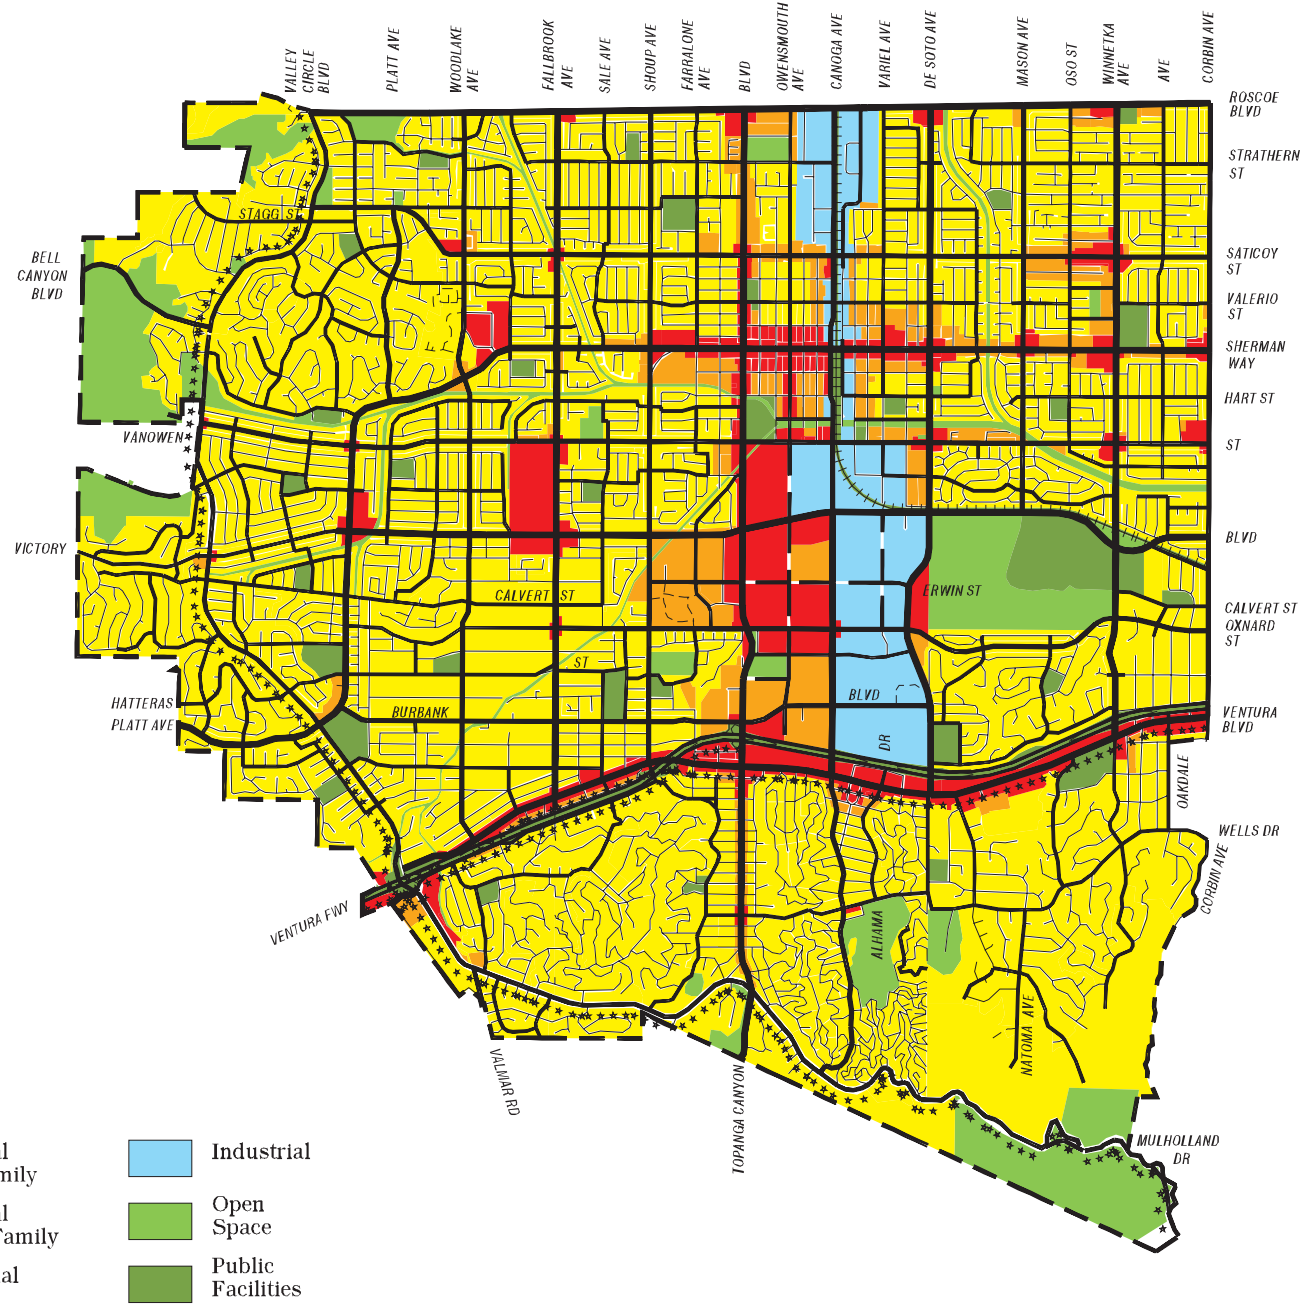 VALLEY
CIRCLE
BLVD
PLATT AVE
WOODLAKE
AVE
FALLBROOK
AVE
SALE AVE
SHOUP AVE
FARRALONE
AVE
BLVD
OWENSMOUTH
AVE
CANOGA AVE
VARIEL AVE
DE SOTO AVE
MASON AVE
OSO ST
WINNETKA
AVE
AVE
CORBIN AVE
ROSCOE
BLVD
STRATHERN
ST
STAGG ST
BELL
CANYON
BLVD
SATICOY
ST
VALERIO
ST
SHERMAN
WAY
HART ST
VANOWEN
ST
VICTORY
BLVD
ERWIN ST
CALVERT ST
CALVERT ST
OXNARD
ST
ST
HATTERAS
PLATT AVE
BURBANK
BLVD
VENTURA
BLVD
DR
OAKDALE
WELLS DR
CORBIN AVE
VENTURA FWY
ALHAMA
NATOMA AVE
VALMAR RD
TOPANGA CANYON
MULHOLLAND
DR
al
mily
al
Family
ial
Industrial
Open
Space
Public
Facilities